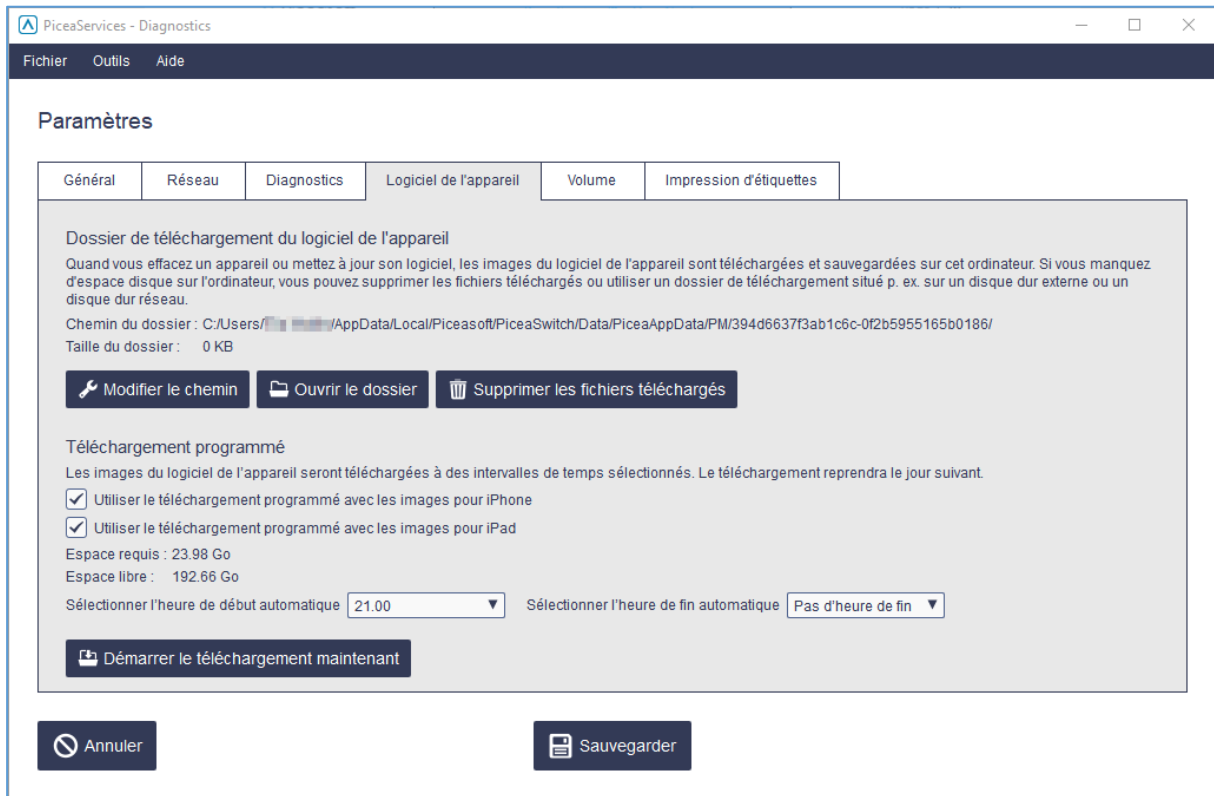 PiceaServices - Diagnostics
Fichier Outils Aide
Paramètres
Général Réseau Diagnostics Logiciel de l'appareil Volume Impression d'étiquettes
Dossier de téléchargement du logiciel de l'appareil
Quand vous effacez un appareil ou mettez à jour son logiciel, les images du logiciel de l'appareil sont téléchargées et sauvegardées sur cet ordinateur. Si vous manquez
d'espace disque sur l'ordinateur, vous pouvez supprimer les fichiers téléchargés ou utiliser un dossier de téléchargement situé p. ex. sur un disque dur externe ou un
disque dur réseau.
Chemin du dossier : C:/Users/ /AppData/Local/Piceasoft/PiceaSwitch/Data/PiceaAppData/PM/394d6637f3ab1c6c-0f2b5955165b0186/
Taille du dossier : 0 KB
Modifier le chemin Ouvrir le dossier Supprimer les fichiers téléchargés
Téléchargement programmé
Les images du logiciel de l'appareil seront téléchargées à des intervalles de temps sélectionnés. Le téléchargement reprendra le jour suivant.
Utiliser le téléchargement programmé avec les images pour iPhone
Utiliser le téléchargement programmé avec les images pour iPad
Espace requis : 23.98 Go
Espace libre : 192.66 Go
Sélectionner l'heure de début automatique 21.00 Sélectionner l'heure de fin automatique Pas d'heure de fin
Démarrer le téléchargement maintenant
Annuler Sauvegarder